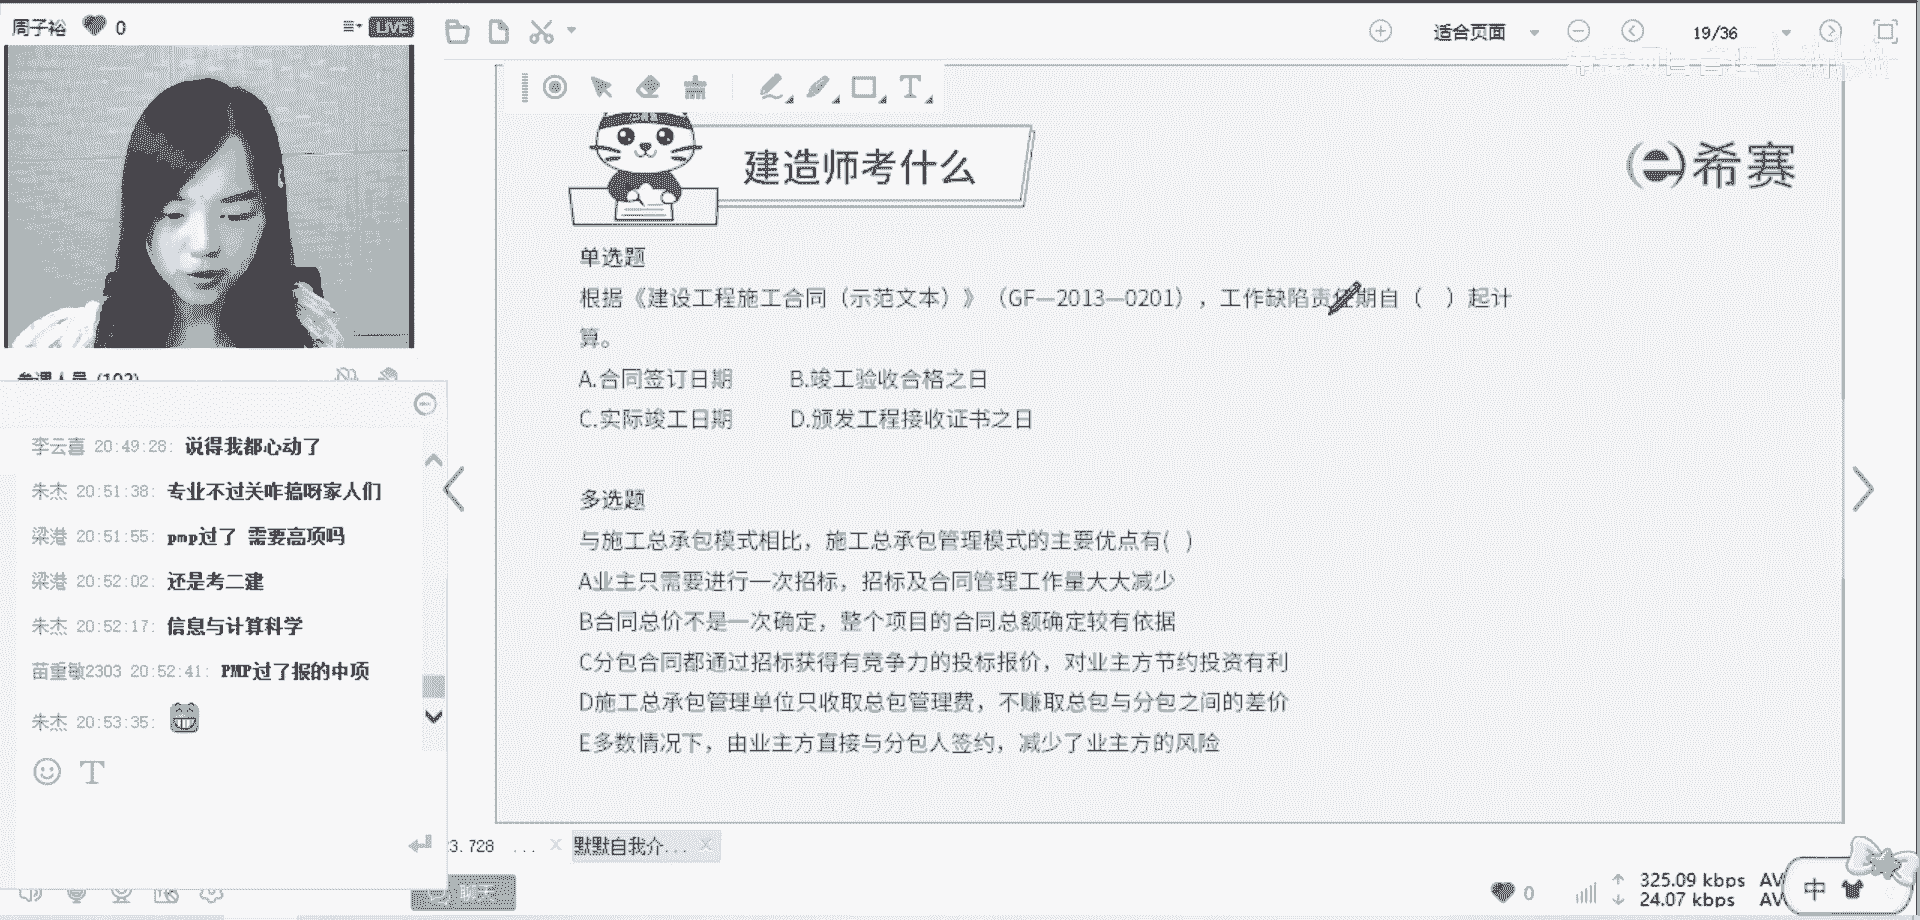 周子裕 0 LIVE
适合页面 19/36
建造师考什么
希赛
单选题
根据《建设工程施工合同（示范文本）》（GF—2013—0201），工作缺陷责任期自（ ）起计
算。
A.合同签订日期 B.竣工验收合格之日
C.实际竣工日期 D.颁发工程接收证书之日
多选题
与施工总承包模式相比，施工总承包管理模式的主要优点有( )
A业主只需要进行一次招标，招标及合同管理工作量大大减少
B合同总价不是一次确定，整个项目的合同总额确定较有依据
C分包合同都通过招标获得有竞争力的投标报价，对业主方节约投资有利
D施工总承包管理单位只收取总包管理费，不赚取总包与分包之间的差价
E多数情况下，由业主方直接与分包人签约，减少了业主方的风险
李云喜 20:49:28: 说得我都心动了
朱杰 20:51:38: 专业不过关咋搞呀家人们
梁港 20:51:55: pmp过了 需要高项吗
梁港 20:52:02: 还是考二建
朱杰 20:52:17: 信息与计算科学
苗重敏2303 20:52:41: PMP过了报的中项
朱杰 20:53:35:
3.728 ... 默默自我介...
聊天
0 325.09 kbps
24.07 kbps
中